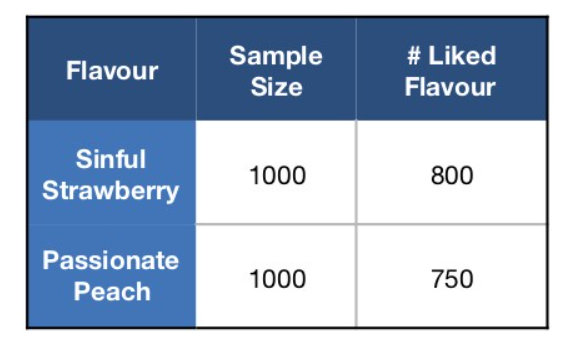 Flavour
Sample
Size
# Liked
Flavour
Sinful
Strawberry
1000
800
Passionate
Peach
1000
750